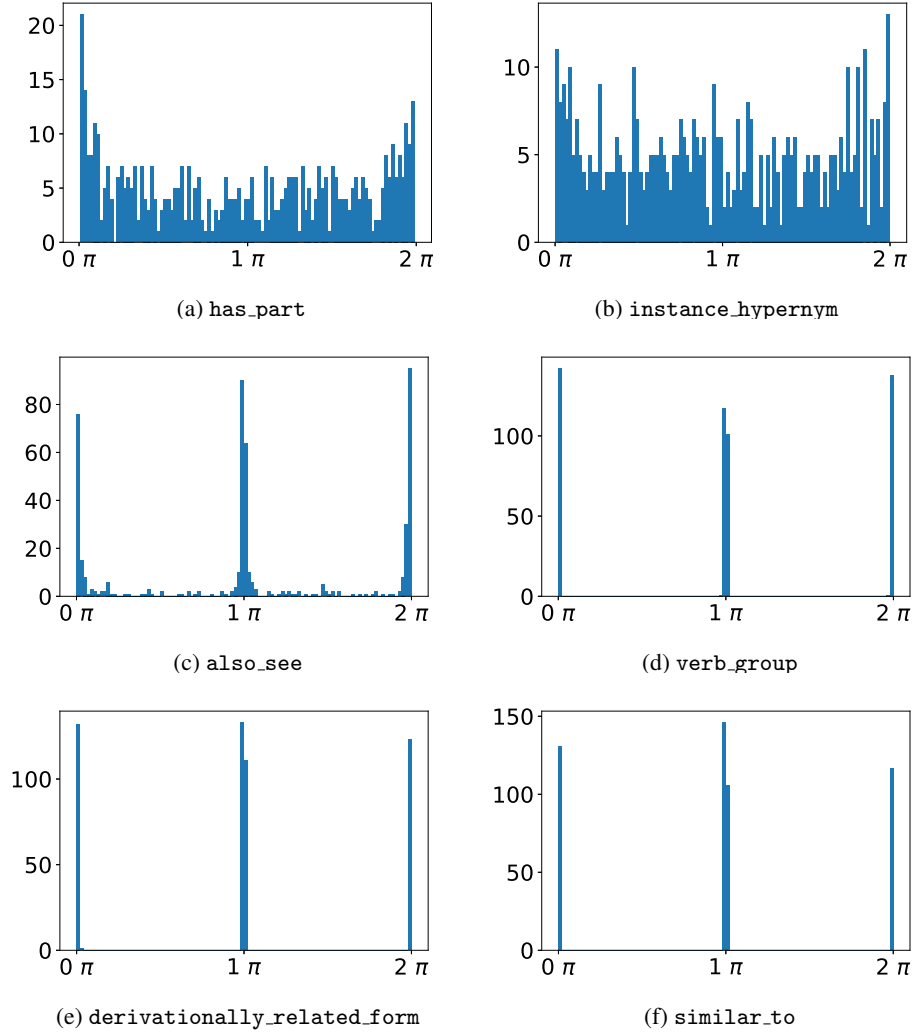 20
15
10
5
0
0 π 1 π 2 π
(a) has_part
10
5
0
0 π 1 π 2 π
(b) instance_hypernym
80
60
40
20
0
0 π 1 π 2 π
(c) also_see
100
50
0
0 π 1 π 2 π
(d) verb_group
100
50
0
0 π 1 π 2 π
(e) derivationally_related_form
150
100
50
0
0 π 1 π 2 π
(f) similar_to